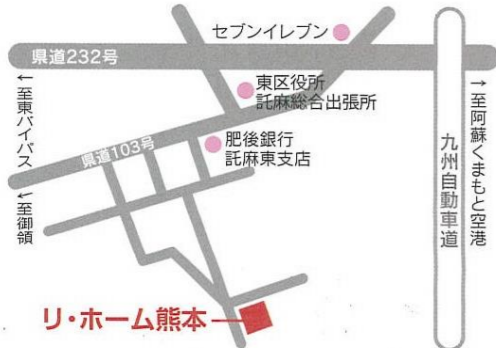 セブンイレブン
県道232号
東区役所
託麻総合出張所
←至東バイパス
県道103号
肥後銀行
託麻東支店
←至御領
九州自動車道
→至阿蘇くまもと空港
リ・ホーム熊本